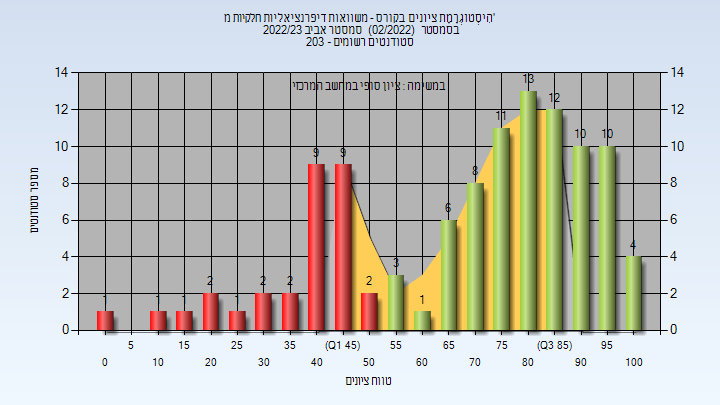 היסטוגרמת ציונים בקורס - משוואות דיפרנציאליות חלקיות מ'
בסמסטר (02/2022) סמסטר אביב 2022/23
סטודנטים רשומים - 203
במשימה : ציון סופי במחשב המרכזי
14 14
12 12
10 10
8 8
6 6
4 4
2 2
0 0
מספר סטודנטים
1 1 1 2 1 2 2 9 9 2 3 1 6 8 11 13 12 10 10 4
5 15 25 35 (Q1 45) 55 65 75 (Q3 85) 95
0 10 20 30 40 50 60 70 80 90 100
טווח ציונים